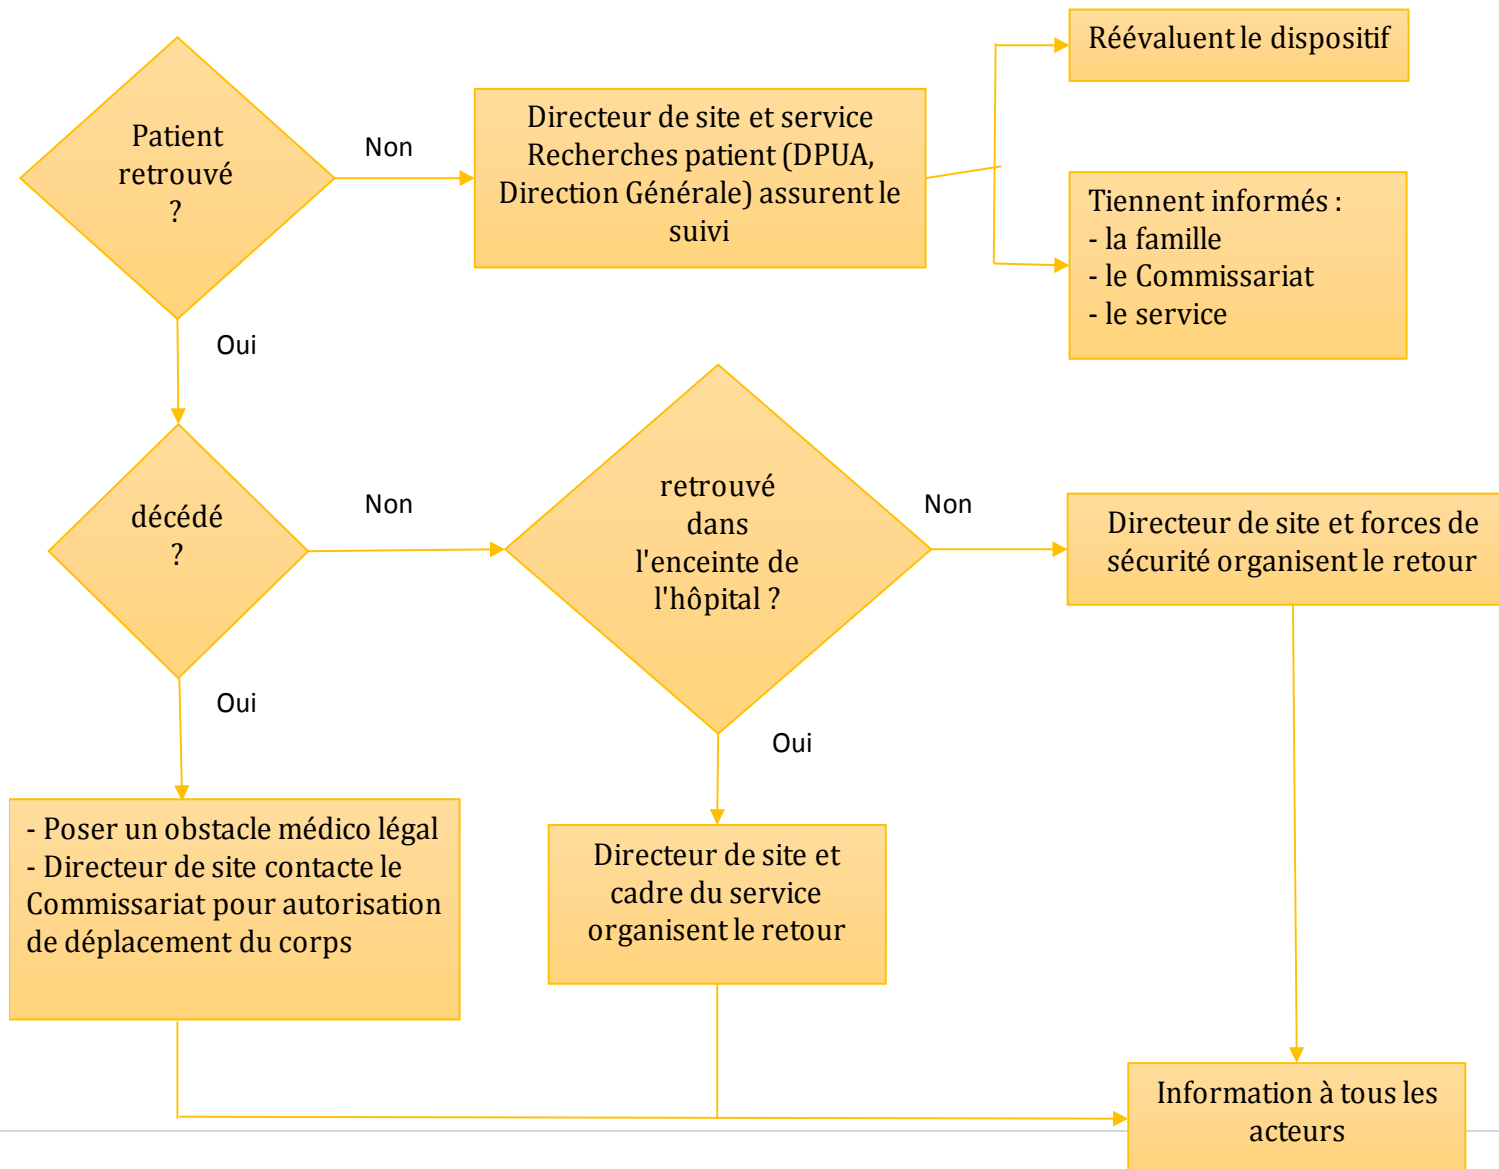 Patient
retrouvé
?
Non
Directeur de site et service
Recherches patient (DPUA,
Direction Générale) assurent le
suivi
Réévaluent le dispositif
Tiennent informés :
- la famille
- le Commissariat
- le service
Oui
décédé
?
Non
retrouvé
dans
l'enceinte de
l'hôpital ?
Non
Directeur de site et forces de
sécurité organisent le retour
Oui
- Poser un obstacle médico légal
- Directeur de site contacte le
Commissariat pour autorisation
de déplacement du corps
Oui
Directeur de site et
cadre du service
organisent le retour
Information à tous les
acteurs